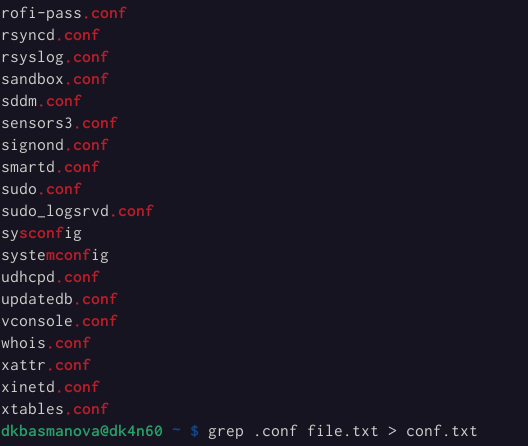 rofi-pass.conf
rsyncd.conf
rsyslog.conf
sandbox.conf
sddm.conf
sensors3.conf
signond.conf
smartd.conf
sudo.conf
sudo_logsrvd.conf
sysconfig
systemconfig
udhcpd.conf
updatedb.conf
vconsole.conf
whois.conf
xattr.conf
xinetd.conf
xtables.conf
dkbasmanova@dk4n60 ~ $ grep .conf file.txt > conf.txt